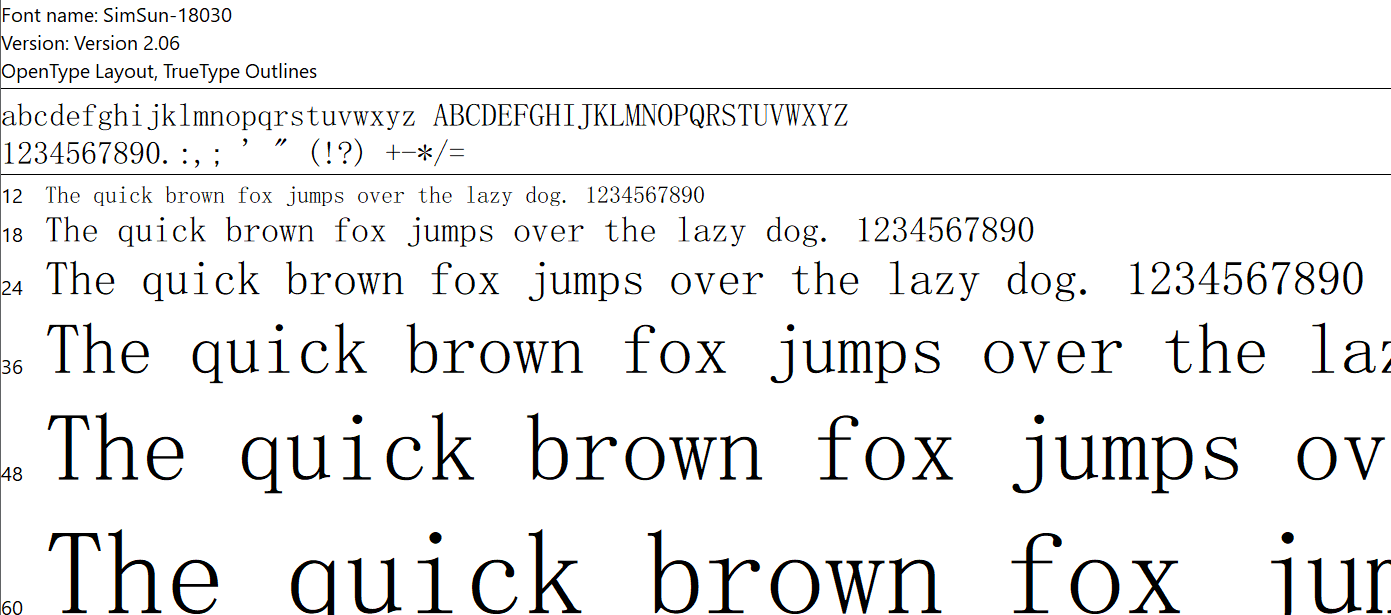 Font name: SimSun-18030
Version: Version 2.06
OpenType Layout, TrueType Outlines
abcdefghijklmnopqrstuvwxyz ABCDEFGHIJKLMNOPQRSTUVWXYZ
1234567890.:,; ' " (!?) +-*/=
12 The quick brown fox jumps over the lazy dog. 1234567890
18 The quick brown fox jumps over the lazy dog. 1234567890
24 The quick brown fox jumps over the lazy dog. 1234567890
36 The quick brown fox jumps over the laz
48 The quick brown fox jumps ov
60 The quick brown fox jum